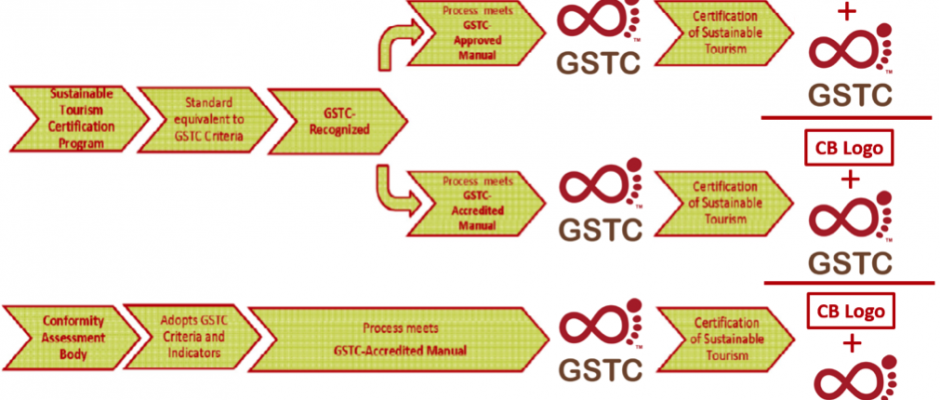 Process meets
GSTC-
Approved
Manual
GSTC
Certification
of Sustainable
Tourism
+
GSTC
Sustainable
Tourism
Certification
Program
Standard
equivalent to
GSTC Criteria
GSTC-
Recognized
CB Logo
+
Process meets
GSTC-
Accredited
Manual
GSTC
Certification
of Sustainable
Tourism
GSTC
Conformity
Assessment
Body
Adopts GSTC
Criteria and
Indicators
Process meets
GSTC-Accredited Manual
GSTC
Certification
of Sustainable
Tourism
CB Logo
+